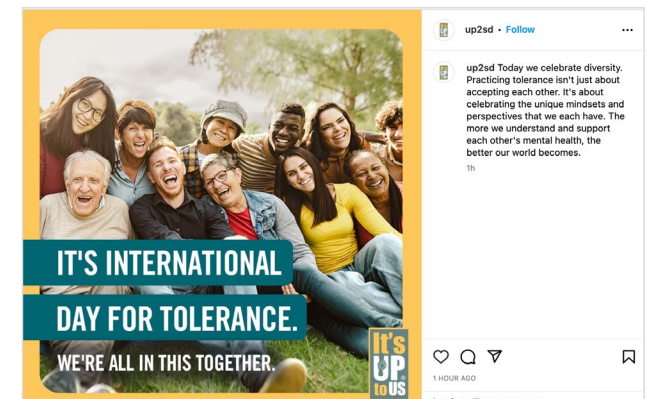 up2sd • Follow
up2sd Today we celebrate diversity.
Practicing tolerance isn't just about
accepting each other. It's about
celebrating the unique mindsets and
perspectives that we each have. The
more we understand and support
each other's mental health, the
better our world becomes.
1h
IT'S INTERNATIONAL
DAY FOR TOLERANCE.
WE'RE ALL IN THIS TOGETHER.
It's
UP
to US
1 HOUR AGO